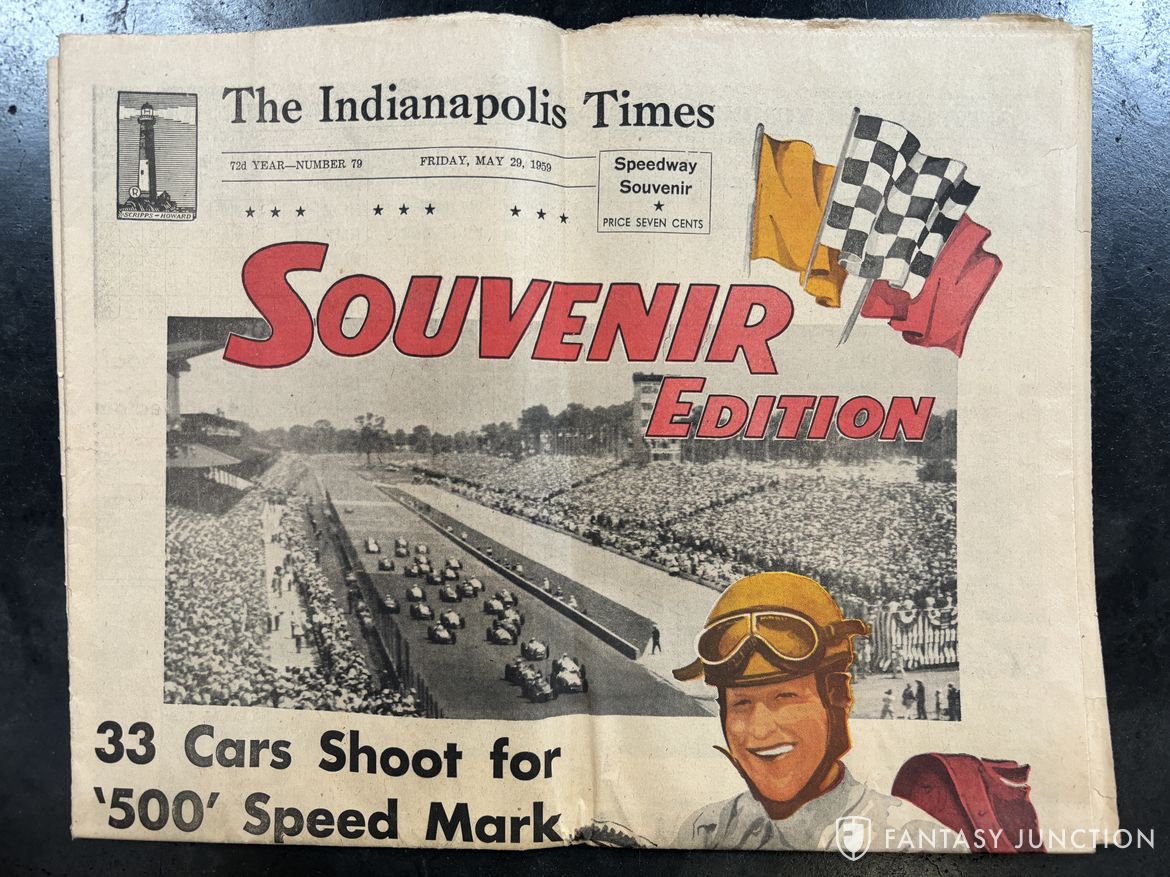 The Indianapolis Times
72d YEAR—NUMBER 79
FRIDAY, MAY 29, 1959
Speedway
Souvenir
★
PRICE SEVEN CENTS
R
SCRIPPS - HOWARD
★ ★ ★ ★ ★ ★ ★ ★ ★
SOUVENIR
EDITION
33 Cars Shoot for
'500' Speed Mark
FANTASY JUNCTION